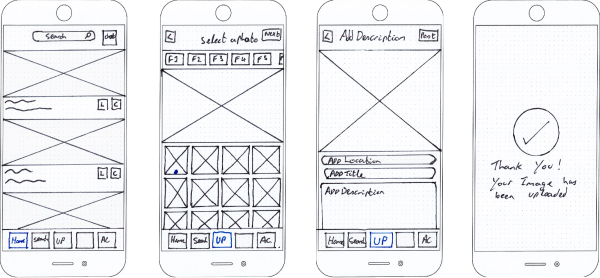 Search
chat
L C
L C
Home Search UP AC
<
Select a photo
Next
F1 F2 F3 F4 F5 F
Home Search UP AC
<
Add Description
Post
ADD Location
ADD Title
ADD Description
Home Search UP AC
Thank You!
Your Image has
been uploaded